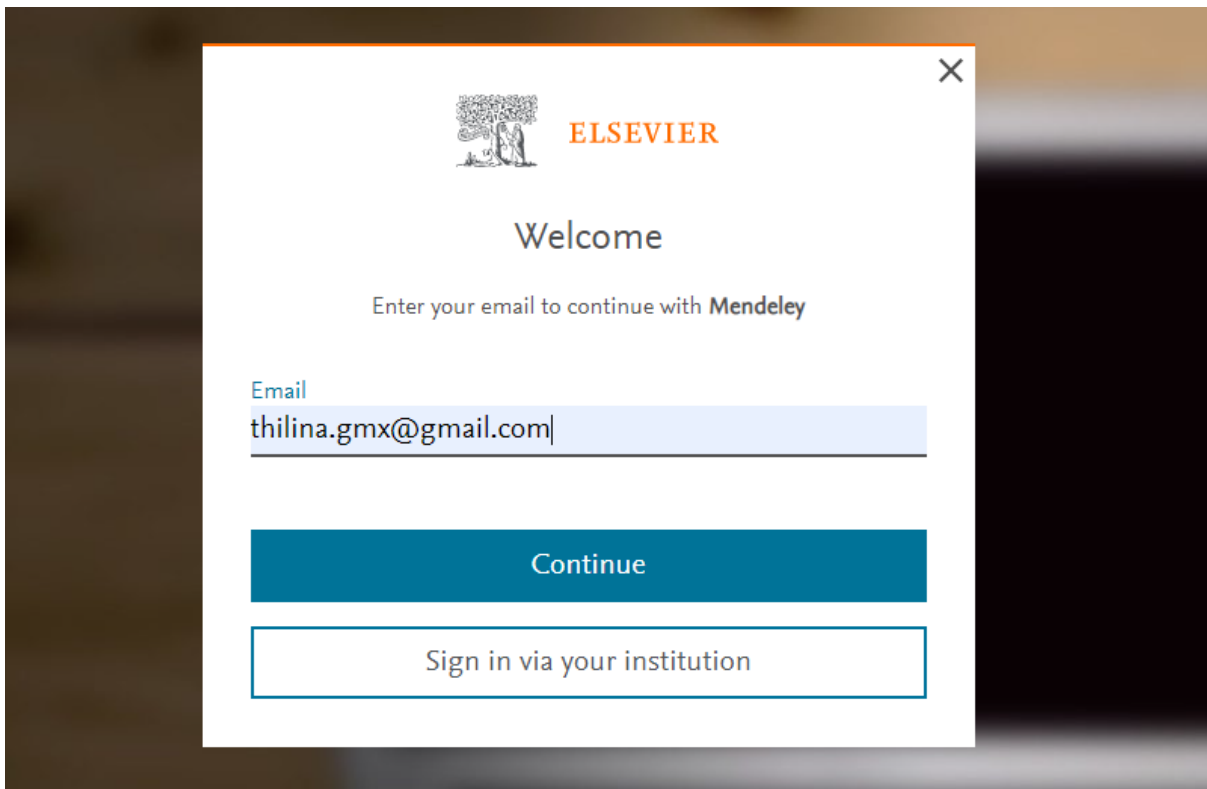 ELSEVIER
Welcome
Enter your email to continue with Mendeley
Email
thilina.gmx@gmail.com
Continue
Sign in via your institution